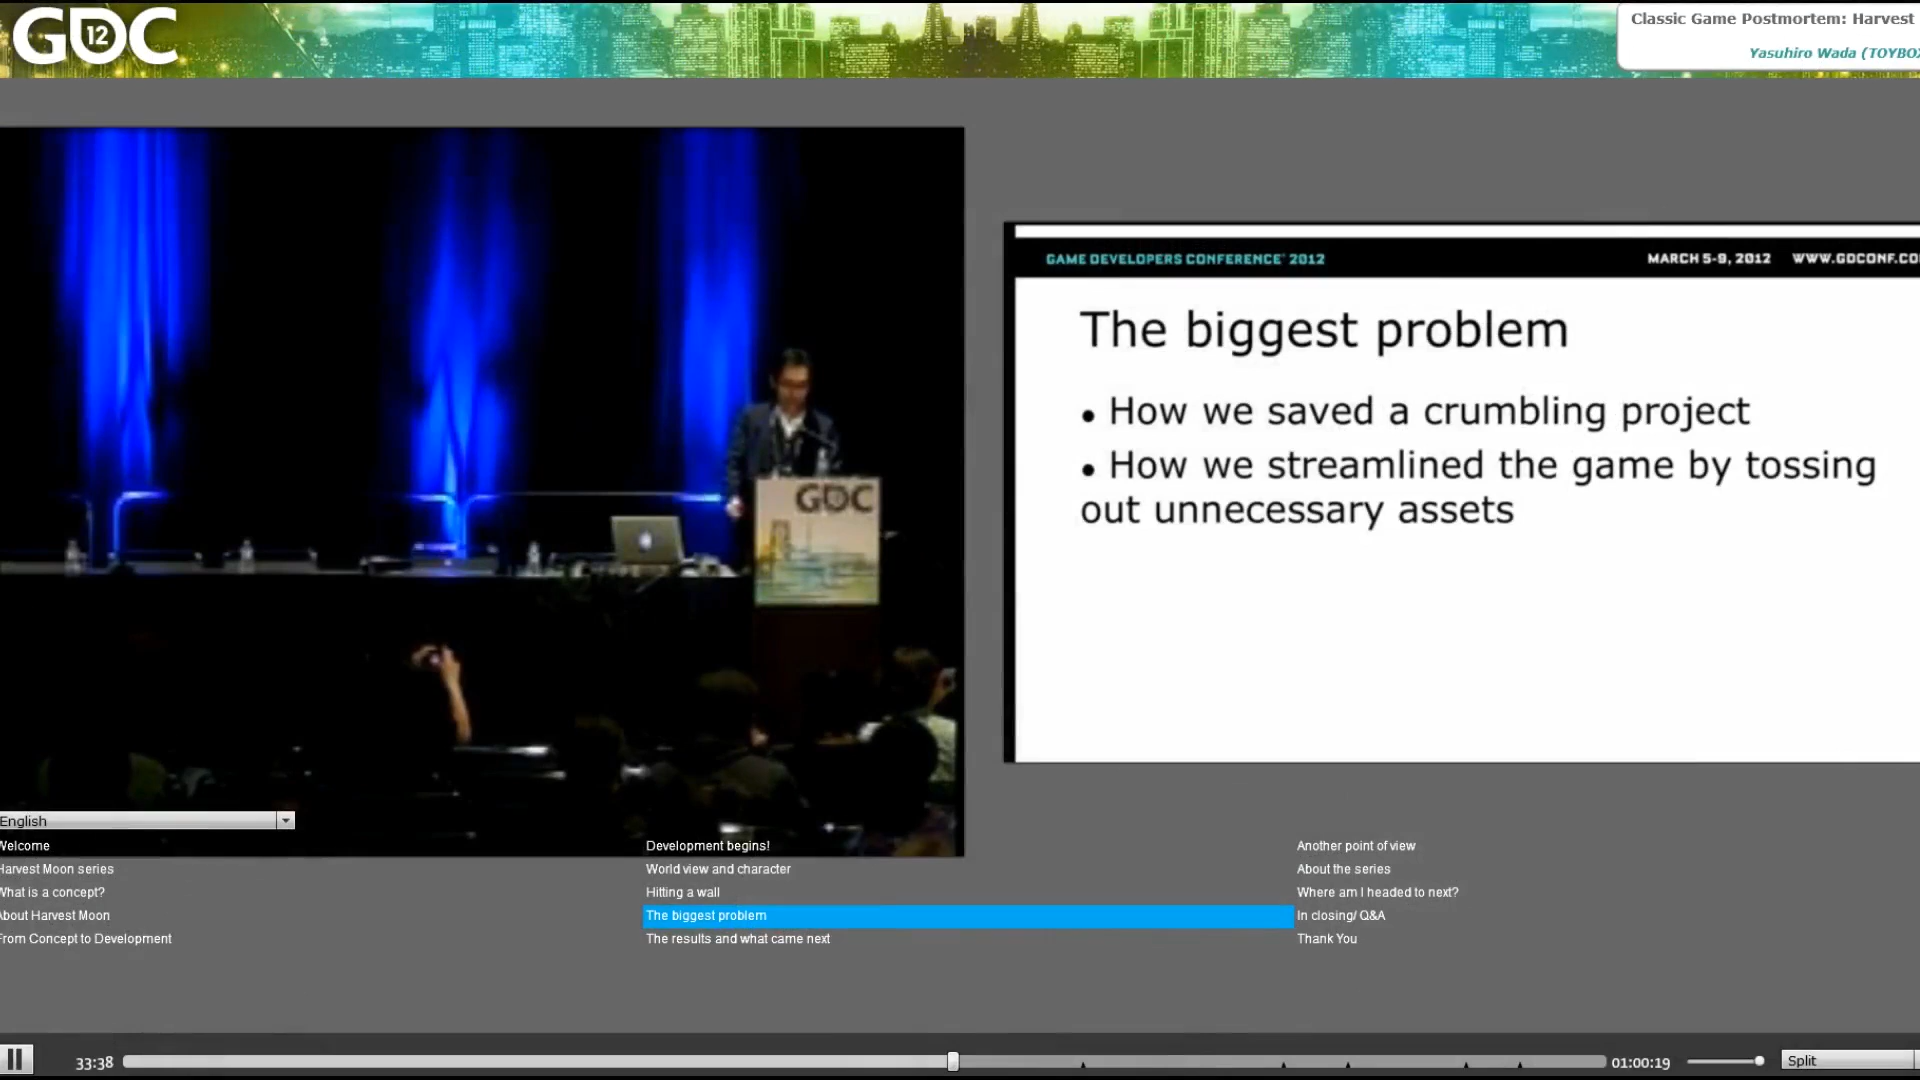 GDC 12
Classic Game Postmortem: Harvest
Yasuhiro Wada (TOYBOX
GAME DEVELOPERS CONFERENCE® 2012
MARCH 5-9, 2012 WWW.GDCONF.CO
The biggest problem
• How we saved a crumbling project
• How we streamlined the game by tossing
out unnecessary assets
GDC
English
Welcome
Harvest Moon series
What is a concept?
About Harvest Moon
From Concept to Development
Development begins!
World view and character
Hitting a wall
The biggest problem
The results and what came next
Another point of view
About the series
Where am I headed to next?
In closing/ Q&A
Thank You
33:38
01:00:19
Split